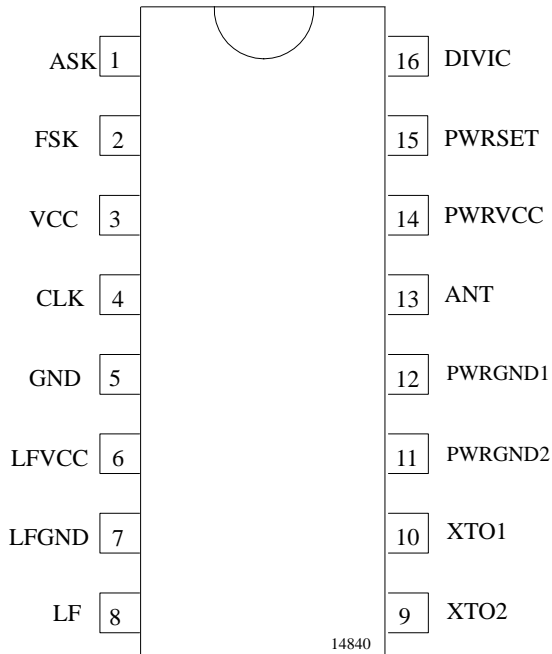 ASK 1 16 DIVIC
FSK 2 15 PWRSET
VCC 3 14 PWRVCC
CLK 4 13 ANT
GND 5 12 PWRGND1
LFVCC 6 11 PWRGND2
LFGND 7 10 XTO1
LF 8 9 XTO2
14840